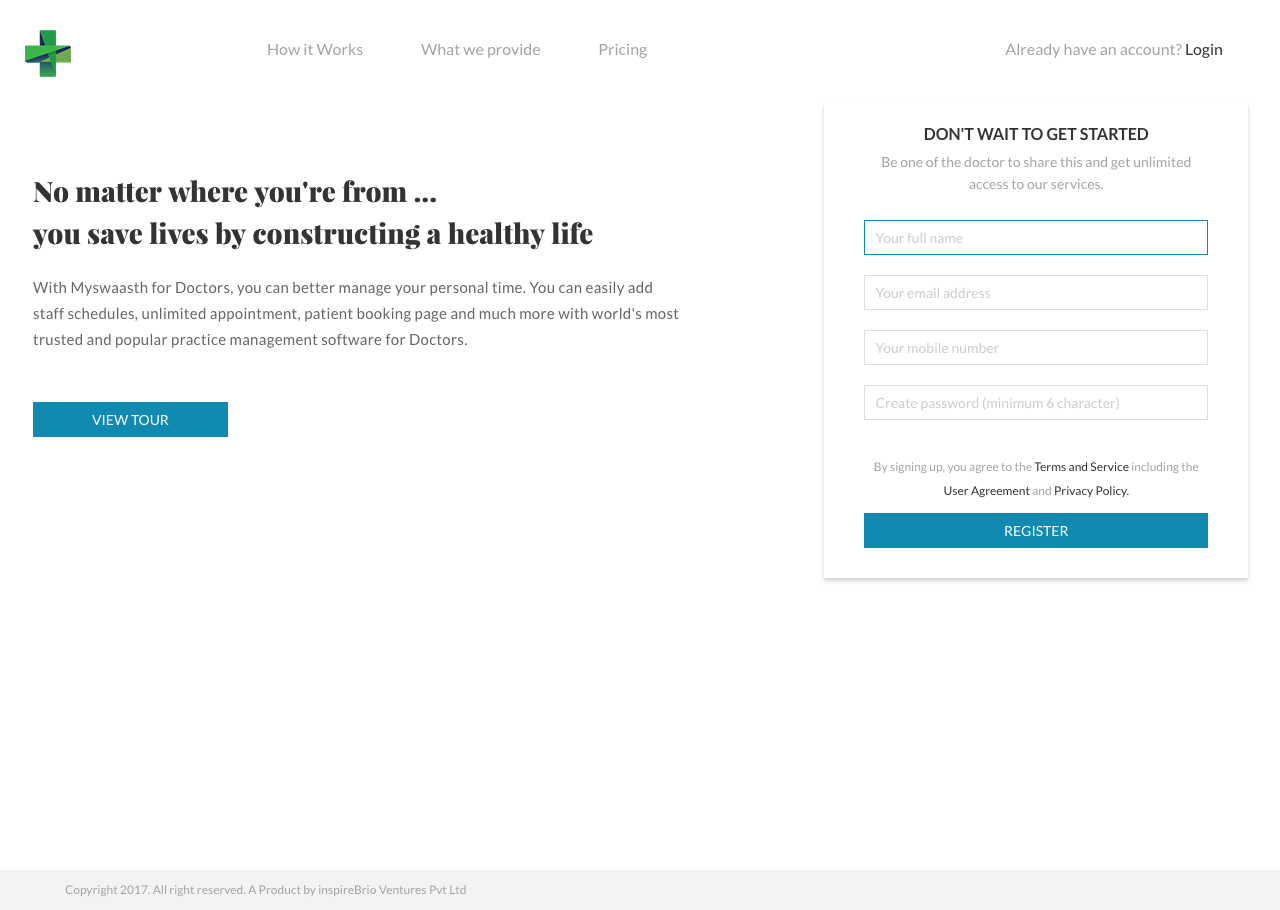 How it Works
What we provide
Pricing
Already have an account? Login
No matter where you're from ...
you save lives by constructing a healthy life
With Myswaasth for Doctors, you can better manage your personal time. You can easily add
staff schedules, unlimited appointment, patient booking page and much more with world's most
trusted and popular practice management software for Doctors.
VIEW TOUR
DON'T WAIT TO GET STARTED
Be one of the doctor to share this and get unlimited
access to our services.
Your full name
Your email address
Your mobile number
Create password (minimum 6 character)
By signing up, you agree to the Terms and Service including the
User Agreement and Privacy Policy.
REGISTER
Copyright 2017. All right reserved. A Product by inspireBrio Ventures Pvt Ltd